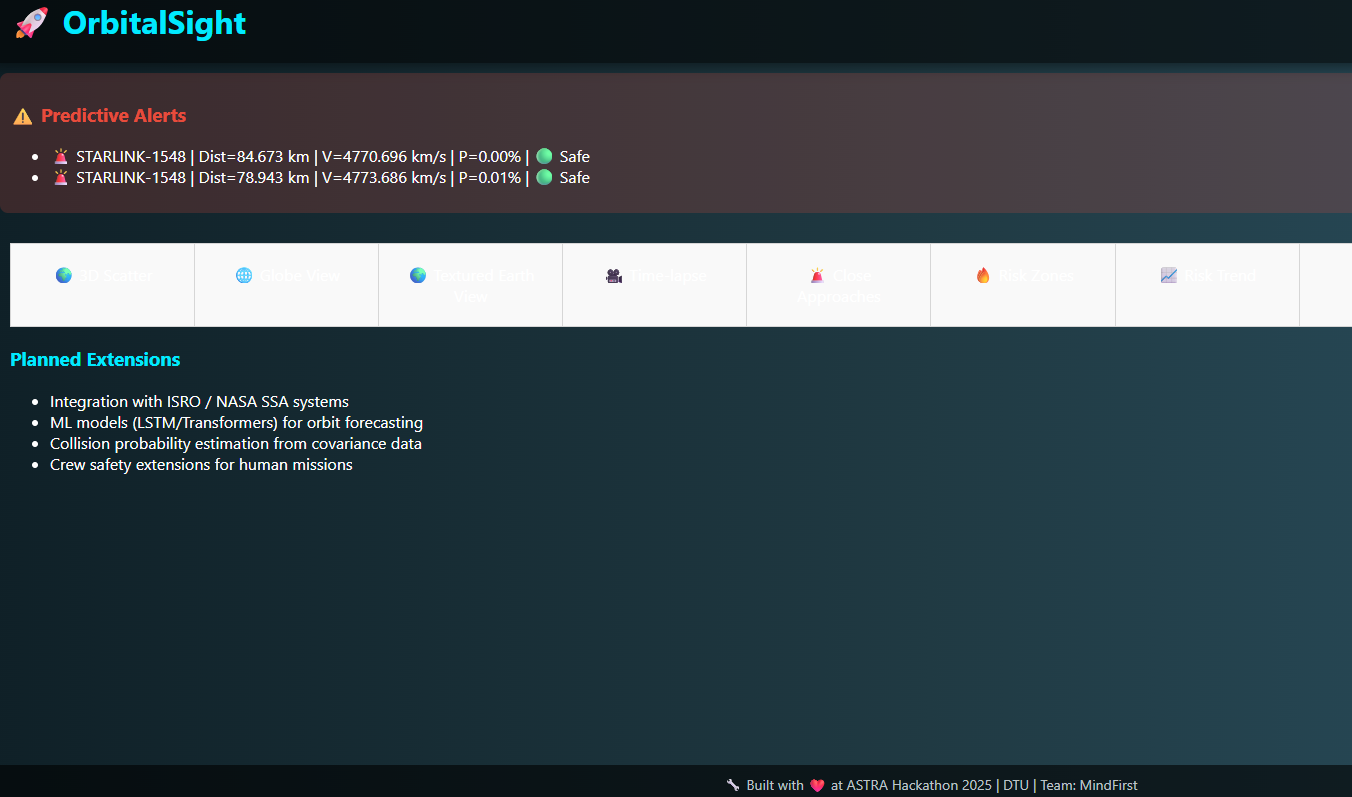 🚀 OrbitalSight
⚠️ Predictive Alerts
• 🚨 STARLINK-1548 | Dist=84.673 km | V=4770.696 km/s | P=0.00% | 🟢 Safe
• 🚨 STARLINK-1548 | Dist=78.943 km | V=4773.686 km/s | P=0.01% | 🟢 Safe
🌍 3D Scatter
🌐 Globe View
🌍 Textured Earth
View
🎥 Time-lapse
🚨 Close
Approaches
🔥 Risk Zones
📈 Risk Trend
Planned Extensions
• Integration with ISRO / NASA SSA systems
• ML models (LSTM/Transformers) for orbit forecasting
• Collision probability estimation from covariance data
• Crew safety extensions for human missions
🔧 Built with ❤️ at ASTRA Hackathon 2025 | DTU | Team: MindFirst